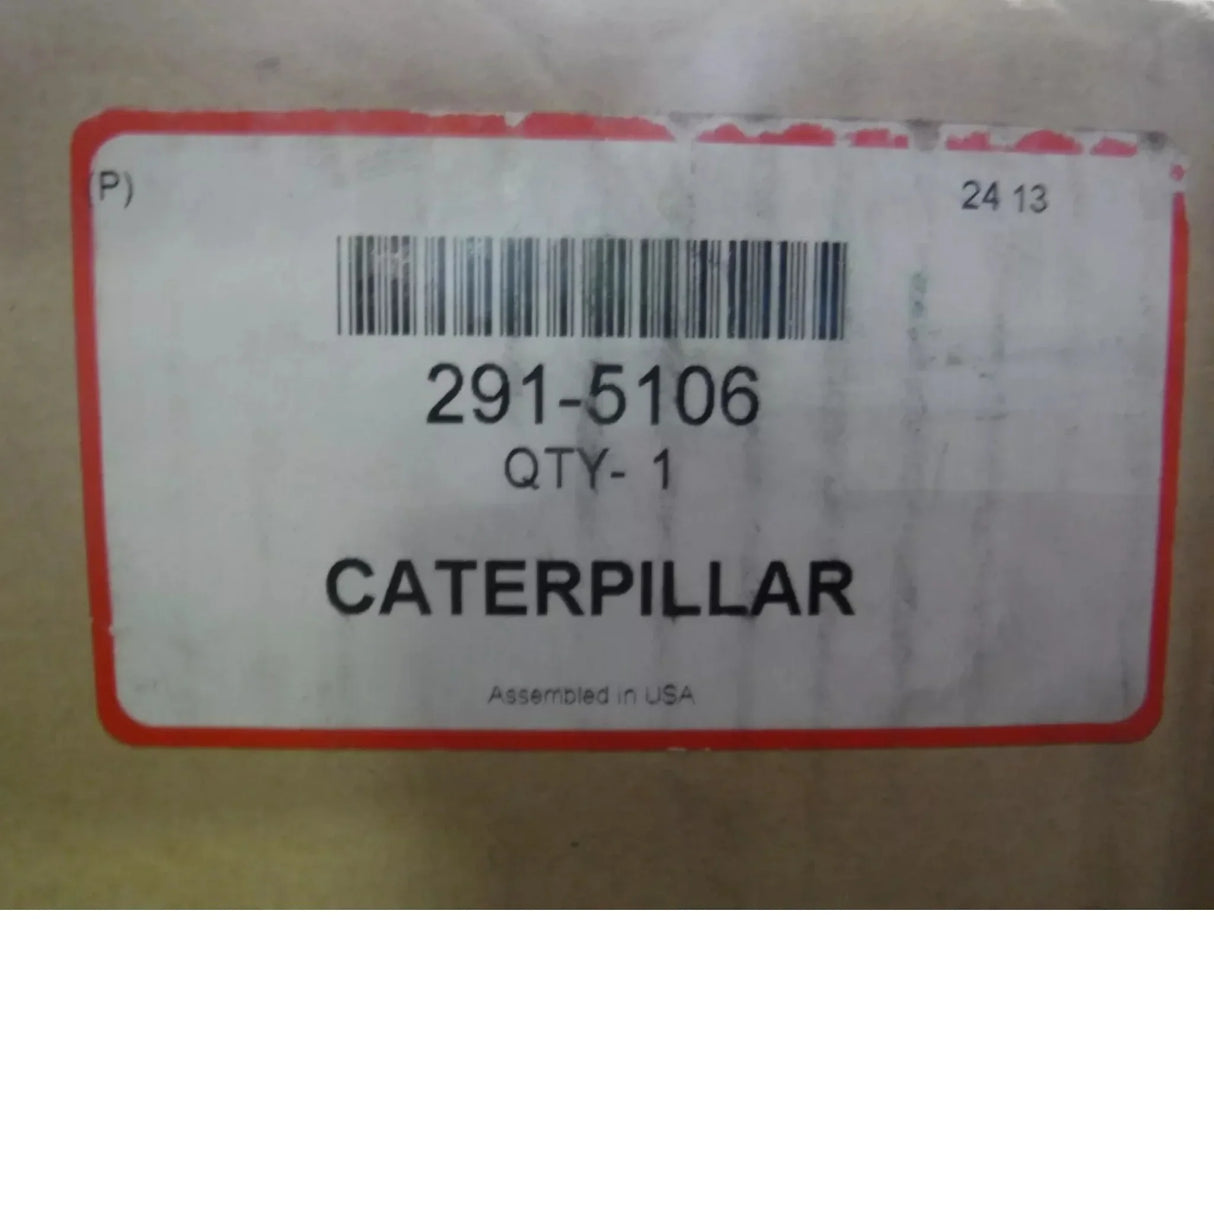 (P)
24 13
291-5106
QTY- 1
CATERPILLAR
Assembled in USA